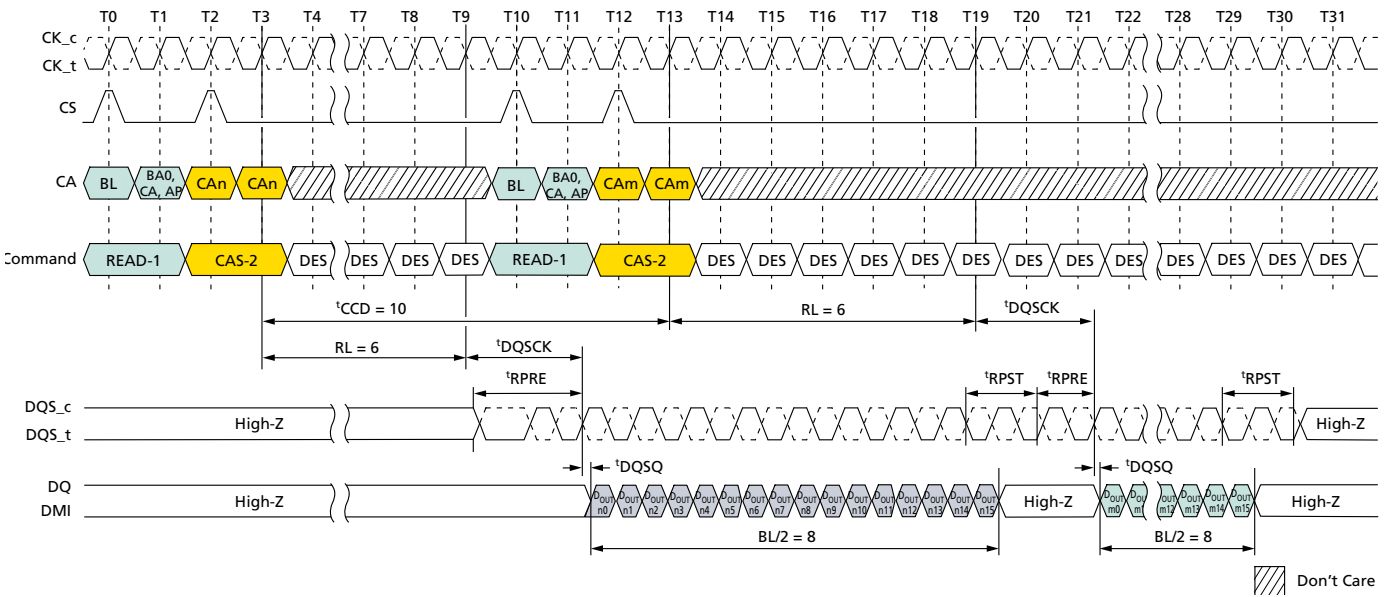 T0 T1 T2 T3 T4 T7 T8 T9 T10 T11 T12 T13 T14 T15 T16 T17 T18 T19 T20 T21 T22 T28 T29 T30 T31
CK_c
CK_t
CS
CA BL BA0, CA, AP CAn CAn BL BA0, CA, AP CAm CAm
Command READ-1 CAS-2 DES DES DES DES READ-1 CAS-2 DES DES DES DES DES DES DES DES DES DES DES DES DES
tCCD = 10 RL = 6 tDQSCK
RL = 6 tDQSCK
tRPRE tRPST tRPRE tRPST
DQS_c
DQS_t
High-Z High-Z
tDQSQ tDQSQ
DQ
DMI
High-Z DOUT n0 DOUT n1 DOUT n2 DOUT n3 DOUT n4 DOUT n5 DOUT n6 DOUT n7 DOUT n8 DOUT n9 DOUT n10 DOUT n11 DOUT n12 DOUT n13 DOUT n14 DOUT n15 High-Z DOUT m0 DOUT m1 DOUT m12 DOUT m13 DOUT m14 DOUT m15 High-Z
BL/2 = 8 BL/2 = 8
Don't Care